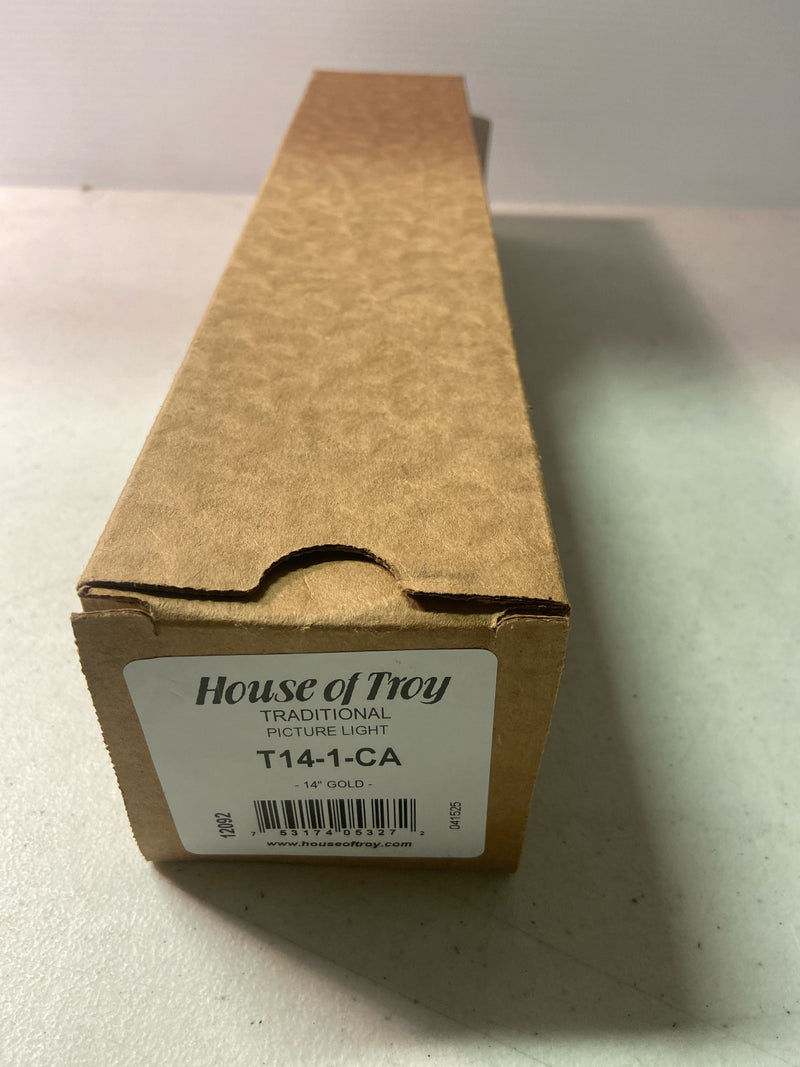 House of Troy
TRADITIONAL
PICTURE LIGHT
T14-1-CA
- 14" GOLD -
12092
7 53174 05327 2
041525
www.houseoftroy.com